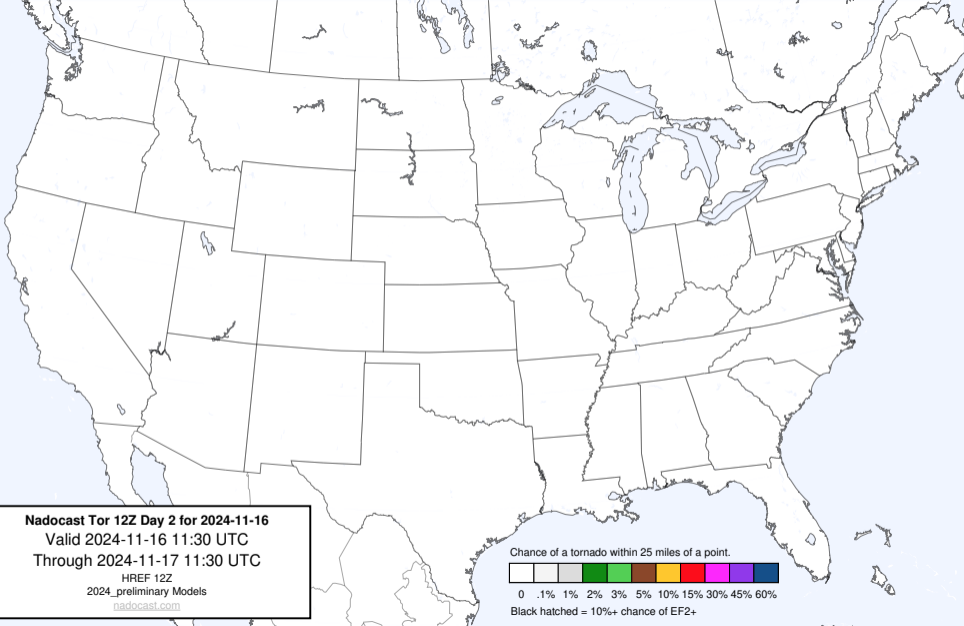 Nadocast Tor 12Z Day 2 for 2024-11-16
Valid 2024-11-16 11:30 UTC
Through 2024-11-17 11:30 UTC
HREF 12Z
2024_preliminary Models
nadocast.com
Chance of a tornado within 25 miles of a point.
0 .1% 1% 2% 3% 5% 10% 15% 30% 45% 60%
Black hatched = 10%+ chance of EF2+